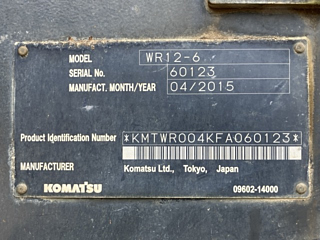 MODEL WR12-6
SERIAL No. 60123
MANUFACT. MONTH/YEAR 04/2015
Product Identification Number *KMTWR004KFA060123*
MANUFACTURER Komatsu Ltd., Tokyo, Japan
KOMATSU 09602-14000